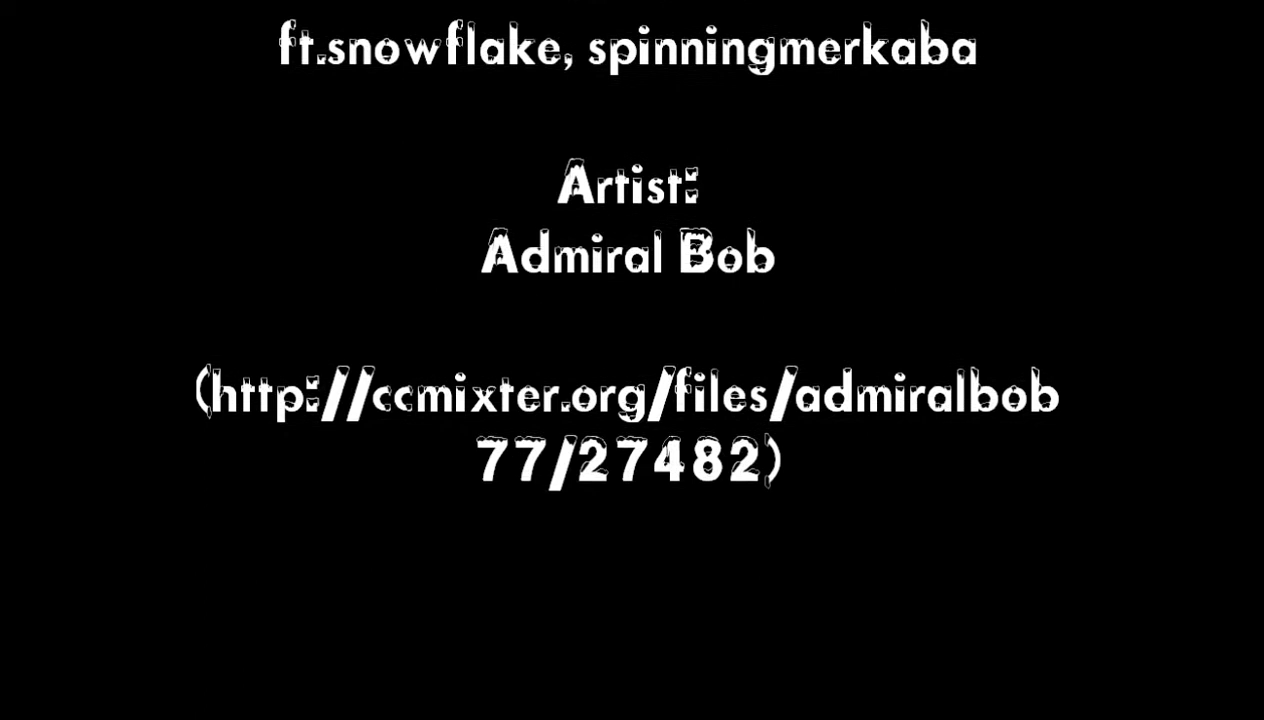 ft.snowflake, spinningmerkaba
Artist:
Admiral Bob
(http://ccmixter.org/files/admiralbob
77/27482)